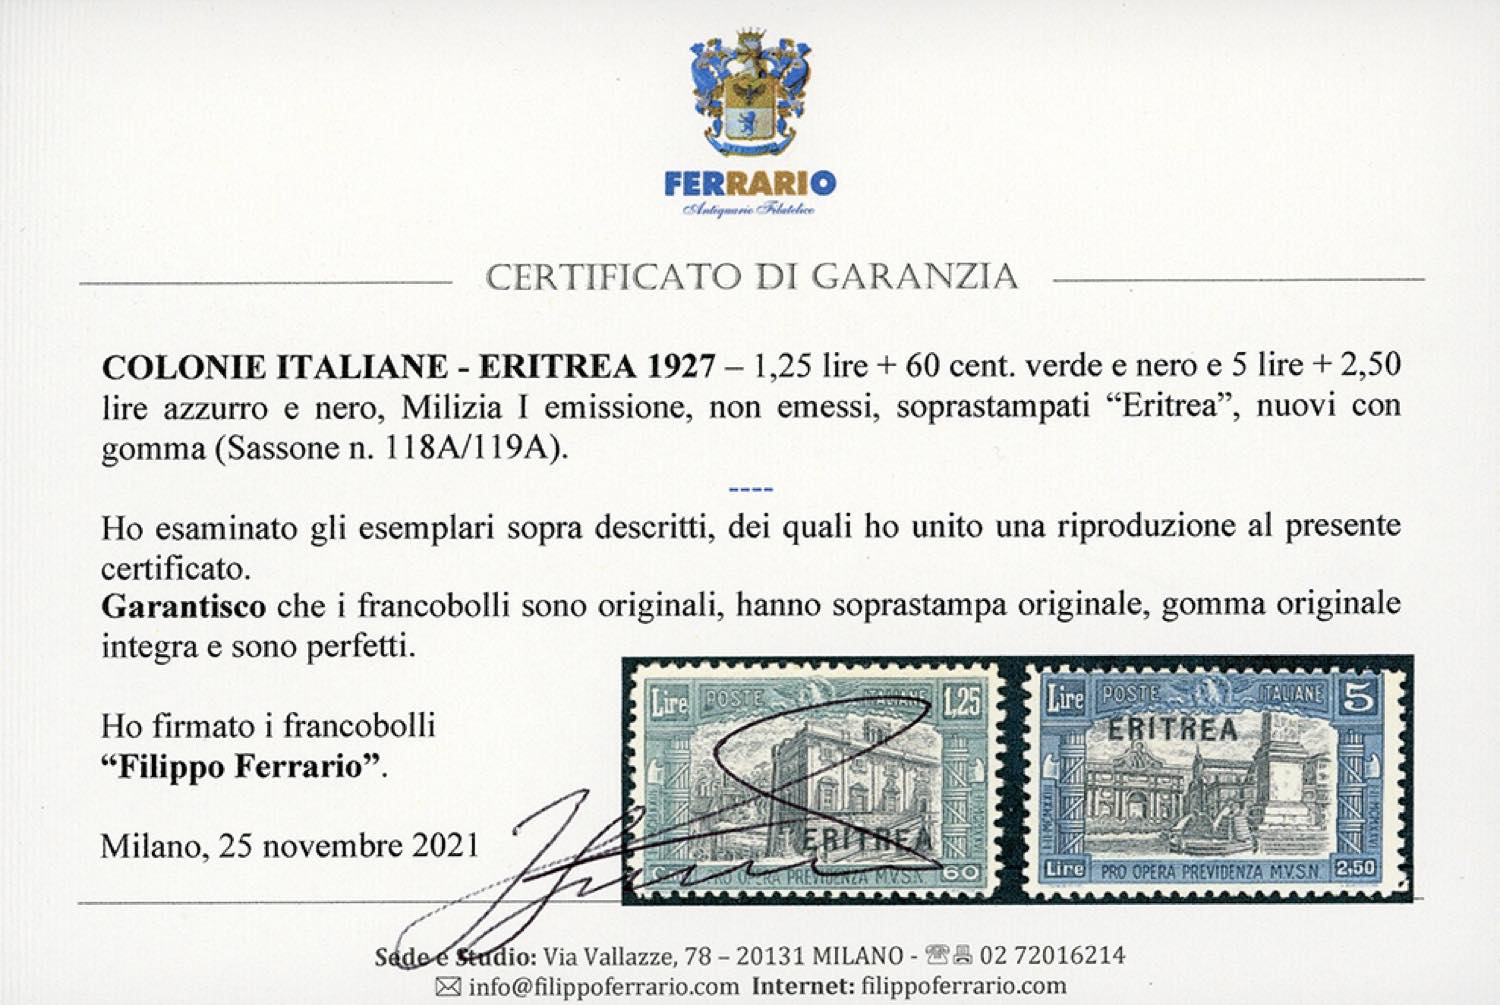 FERRARIO
Antiquario Filatelico
CERTIFICATO DI GARANZIA
COLONIE ITALIANE - ERITREA 1927 – 1,25 lire + 60 cent. verde e nero e 5 lire + 2,50
lire azzurro e nero, Milizia I emissione, non emessi, soprastampati “Eritrea”, nuovi con
gomma (Sassone n. 118A/119A).
----
Ho esaminato gli esemplari sopra descritti, dei quali ho unito una riproduzione al presente
certificato.
Garantisco che i francobolli sono originali, hanno soprastampa originale, gomma originale
integra e sono perfetti.
Ho firmato i francobolli
“Filippo Ferrario”.
Milano, 25 novembre 2021
Lire POSTE ITALIANE 1,25
ERITREA
PRO OPERA PREVIDENZA M.V.S.N. 60
Lire POSTE ITALIANE 5
ERITREA
Lire PRO OPERA PREVIDENZA M.V.S.N. 2,50
Sede e Studio: Via Vallazze, 78 – 20131 MILANO - 02 72016214
info@filippoferrario.com Internet: filippoferrario.com